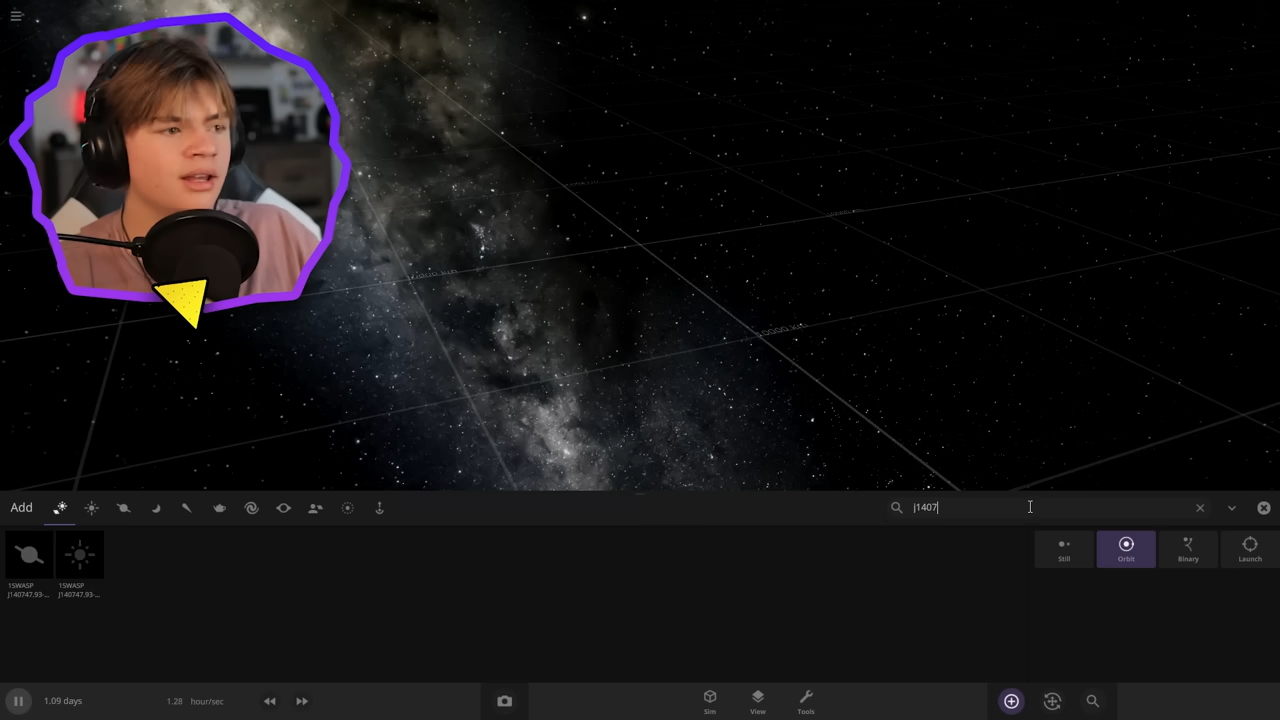 Add
j1407
1SWASP
J140747.93-...
1SWASP
J140747.93-...
Still
Orbit
Binary
Launch
1.09 days
1.28 hour/sec
Sim
View
Tools